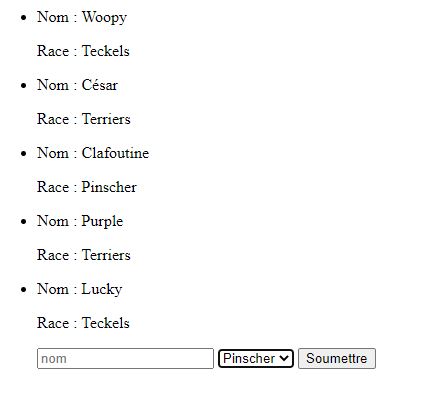 Nom : Woopy
Race : Teckels
Nom : César
Race : Terriers
Nom : Clafoutine
Race : Pinscher
Nom : Purple
Race : Terriers
Nom : Lucky
Race : Teckels
nom Pinscher Soumettre